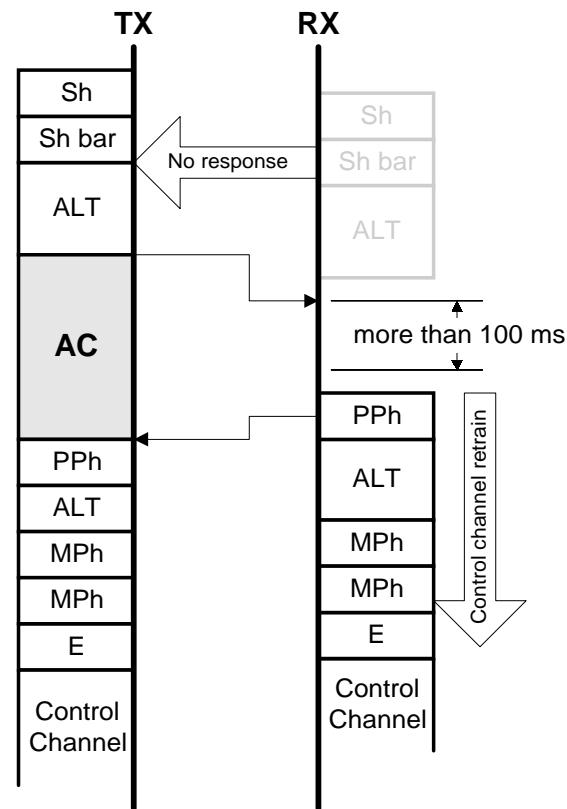 TX
RX
Sh
Sh bar
ALT
AC
PPh
ALT
MPh
MPh
E
Control
Channel
No response
Sh
Sh bar
ALT
more than 100 ms
PPh
ALT
MPh
MPh
E
Control
Channel
Control channel retrain